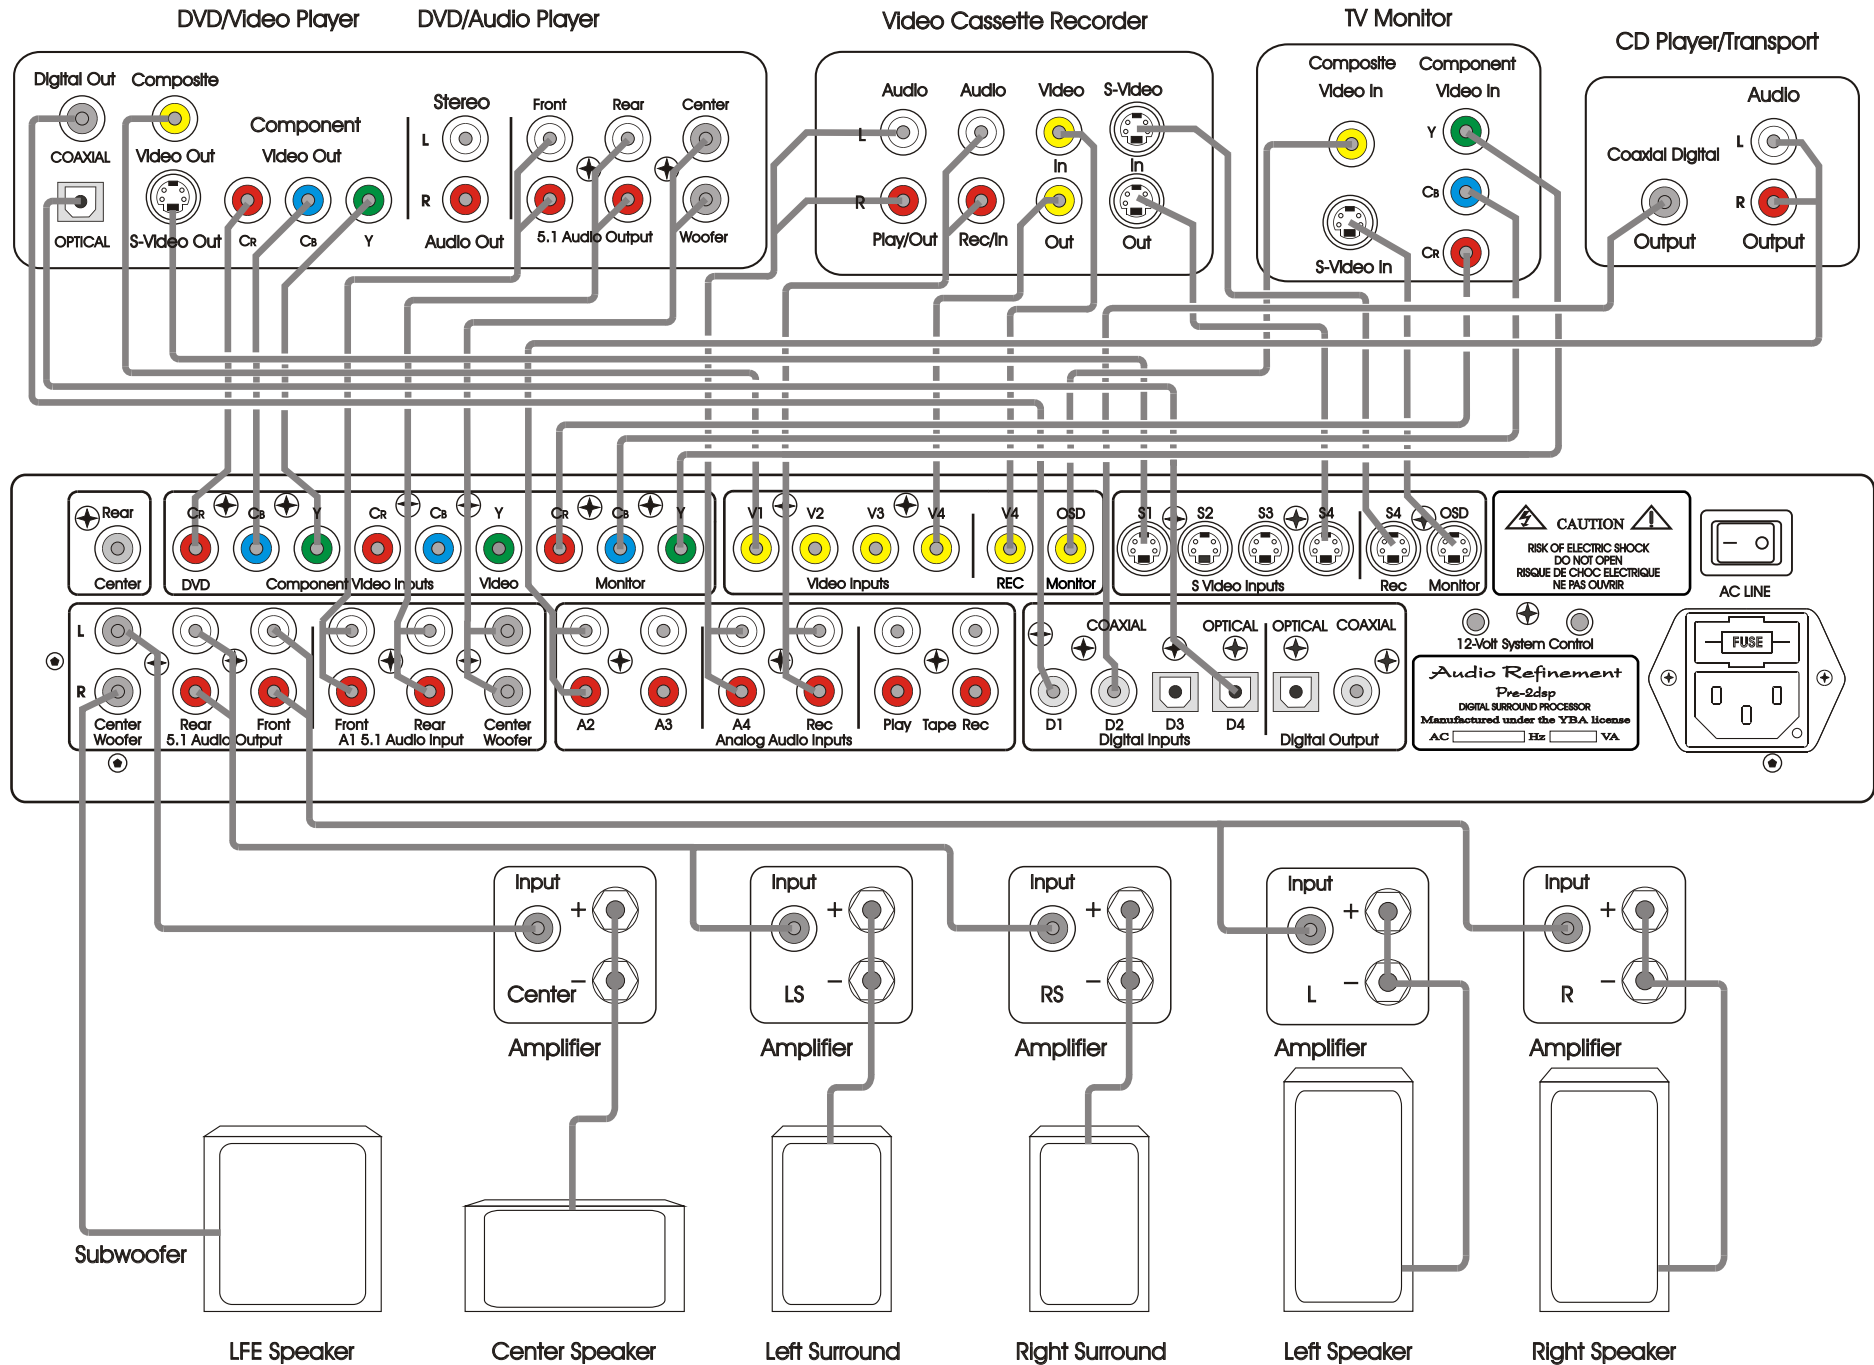 DVD/Video Player
DVD/Audio Player
Video Cassette Recorder
TV Monitor
CD Player/Transport
Digital Out
Composite
COAXIAL
Video Out
OPTICAL
S-Video Out
Component
Video Out
CR
CB
Y
Stereo
L
R
Audio Out
Front
Rear
Center
5.1 Audio Output
Woofer
Audio
Audio
Video
S-Video
L
In
In
R
Play/Out
Rec/In
Out
Out
Composite
Video In
S-Video In
Component
Video In
Y
CB
CR
Coaxial Digital
Output
Audio
L
R
Output
Rear
Center
CR
CB
Y
CR
CB
Y
CR
CB
Y
DVD
Component Video Inputs
Video
Monitor
V1
V2
V3
V4
V4
OSD
Video Inputs
REC
Monitor
S1
S2
S3
S4
S4
OSD
S Video Inputs
Rec
Monitor
CAUTION
RISK OF ELECTRIC SHOCK
DO NOT OPEN
RISQUE DE CHOC ELECTRIQUE
NE PAS OUVRIR
AC LINE
L
R
Center
Woofer
Rear
Front
5.1 Audio Output
Front
Rear
Center
Woofer
A1 5.1 Audio Input
A2
A3
A4
Rec
Play
Tape
Rec
Analog Audio Inputs
COAXIAL
OPTICAL
OPTICAL
COAXIAL
D1
D2
D3
D4
Digital Inputs
Digital Output
12-Volt System Control
Audio Refinement
Pre-2dsp
DIGITAL SURROUND PROCESSOR
Manufactured under the YBA license
AC
Hz
VA
FUSE
Input
+
−
Center
Amplifier
Input
+
−
LS
Amplifier
Input
+
−
RS
Amplifier
Input
+
−
L
Amplifier
Input
+
−
R
Amplifier
Subwoofer
LFE Speaker
Center Speaker
Left Surround
Right Surround
Left Speaker
Right Speaker